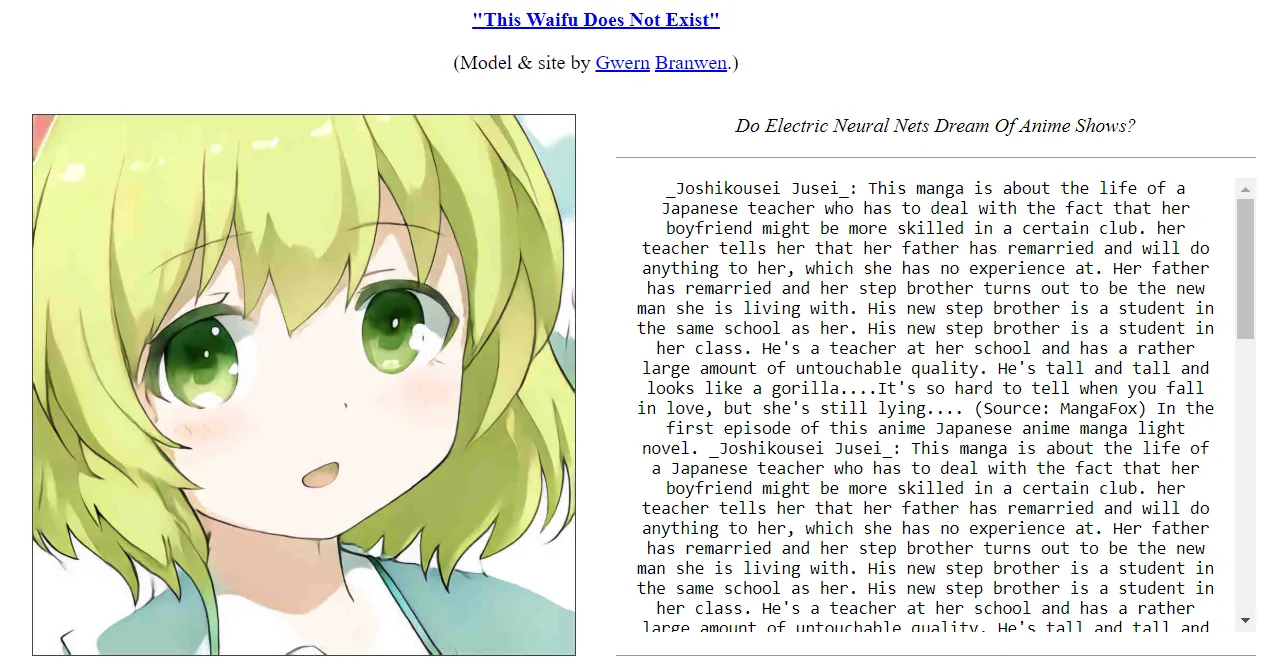 "This Waifu Does Not Exist"
(Model & site by Gwern Branwen.)
Do Electric Neural Nets Dream Of Anime Shows?
_Joshikousei Jusei_: This manga is about the life of a
Japanese teacher who has to deal with the fact that her
boyfriend might be more skilled in a certain club. her
teacher tells her that her father has remarried and will do
anything to her, which she has no experience at. Her father
has remarried and her step brother turns out to be the new
man she is living with. His new step brother is a student in
the same school as her. His new step brother is a student in
her class. He's a teacher at her school and has a rather
large amount of untouchable quality. He's tall and tall and
looks like a gorilla....It's so hard to tell when you fall
in love, but she's still lying.... (Source: MangaFox) In the
first episode of this anime Japanese anime manga light
novel. _Joshikousei Jusei_: This manga is about the life of
a Japanese teacher who has to deal with the fact that her
boyfriend might be more skilled in a certain club. her
teacher tells her that her father has remarried and will do
anything to her, which she has no experience at. Her father
has remarried and her step brother turns out to be the new
man she is living with. His new step brother is a student in
the same school as her. His new step brother is a student in
her class. He's a teacher at her school and has a rather
large amount of untouchable quality. He's tall and tall and